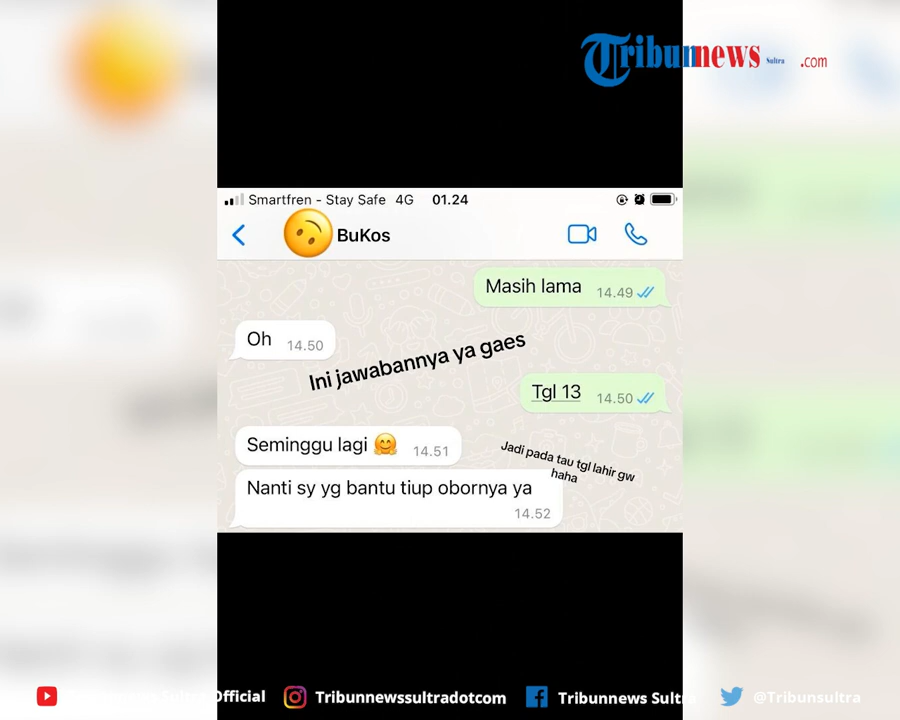 Tribunnews
Sultra
.com
Smartfren - Stay Safe 4G 01.24
BuKos
Masih lama 14.49
Oh 14.50
Ini jawabannya ya gaes
Tgl 13 14.50
Seminggu lagi 🤗 14.51
Jadi pada tau tgl lahir gw
haha
Nanti sy yg bantu tiup obornya ya
14.52
Sultra Official
Tribunnewssultradotcom
Tribunnews Sultra
@Tribunsultra